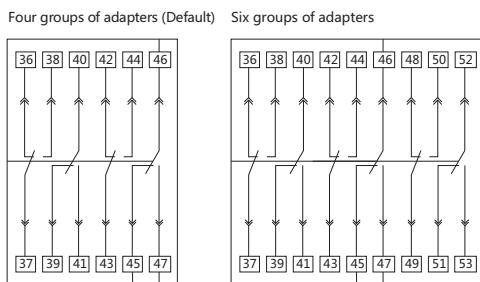 Four groups of adapters (Default) Six groups of adapters
36 38 40 42 44 46 36 38 40 42 44 46 48 50 52
37 39 41 43 45 47 37 39 41 43 45 47 49 51 53